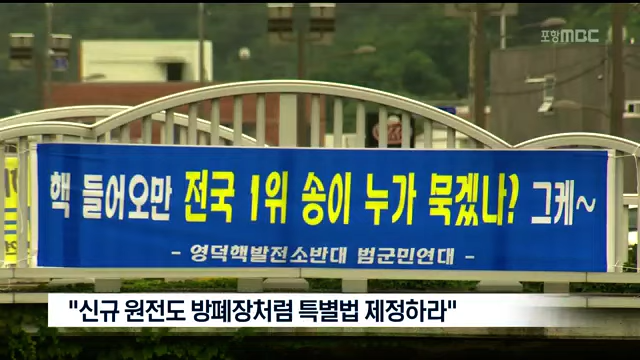 포항MBC
핵 들어오만 전국 1위 송이 누가 묵겠나? 그케~
- 영덕핵발전소반대 범군민연대 -
"신규 원전도 방폐장처럼 특별법 제정하라"